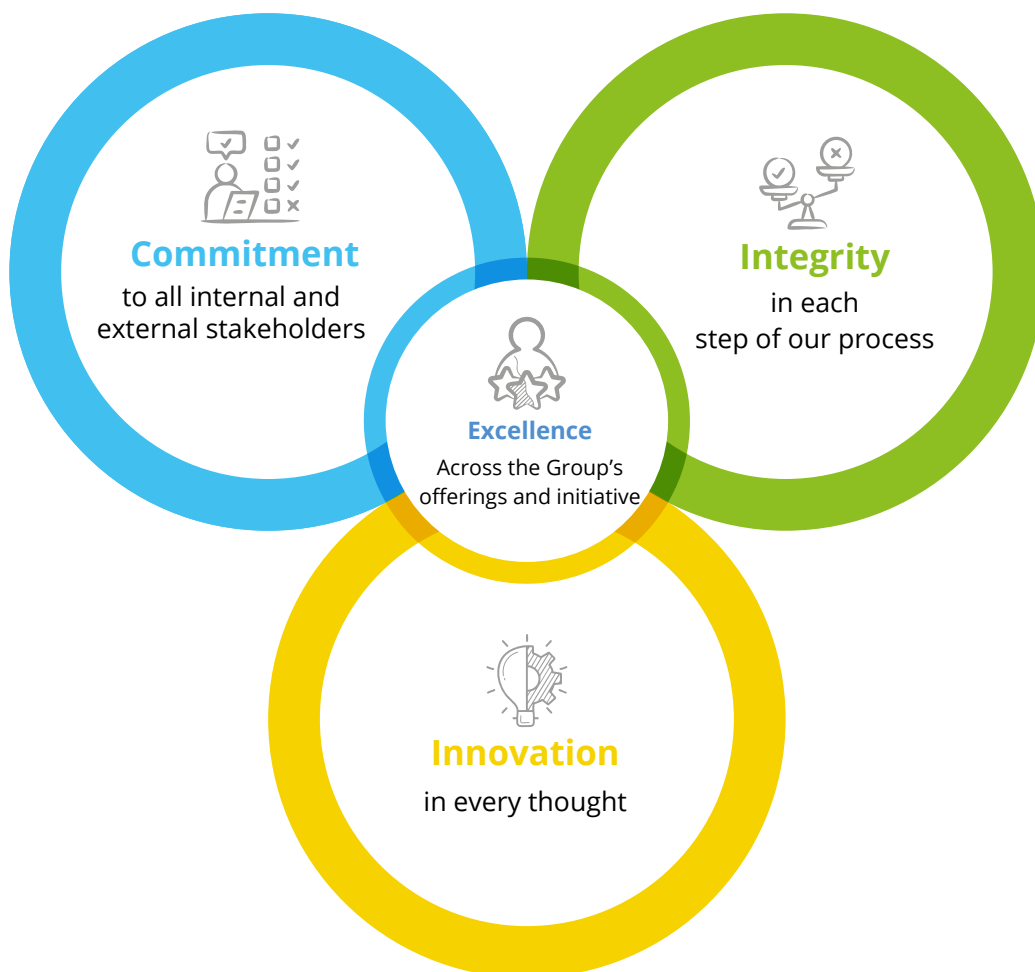 Commitment
to all internal and
external stakeholders
Integrity
in each
step of our process
Excellence
Across the Group’s
offerings and initiative
Innovation
in every thought